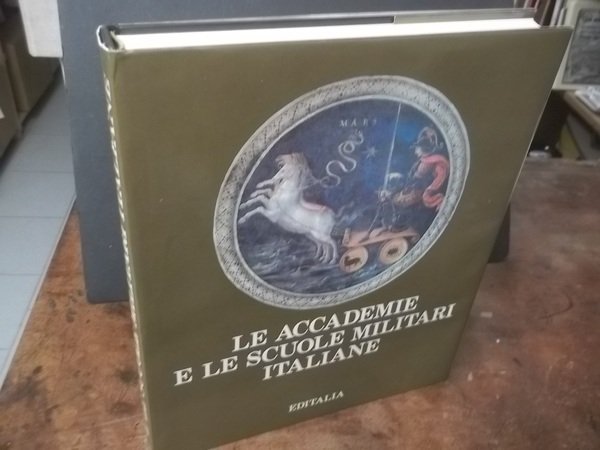 MARS
LE ACCADEMIE
E LE SCUOLE MILITARI
ITALIANE
EDITALIA